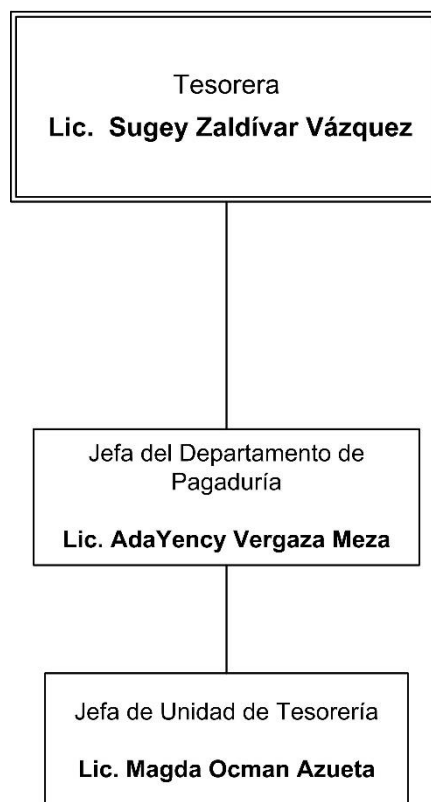 Tesorera
Lic. Sugey Zaldívar Vázquez
Jefa del Departamento de
Pagaduría
Lic. AdaYency Vergaza Meza
Jefa de Unidad de Tesorería
Lic. Magda Ocman Azueta